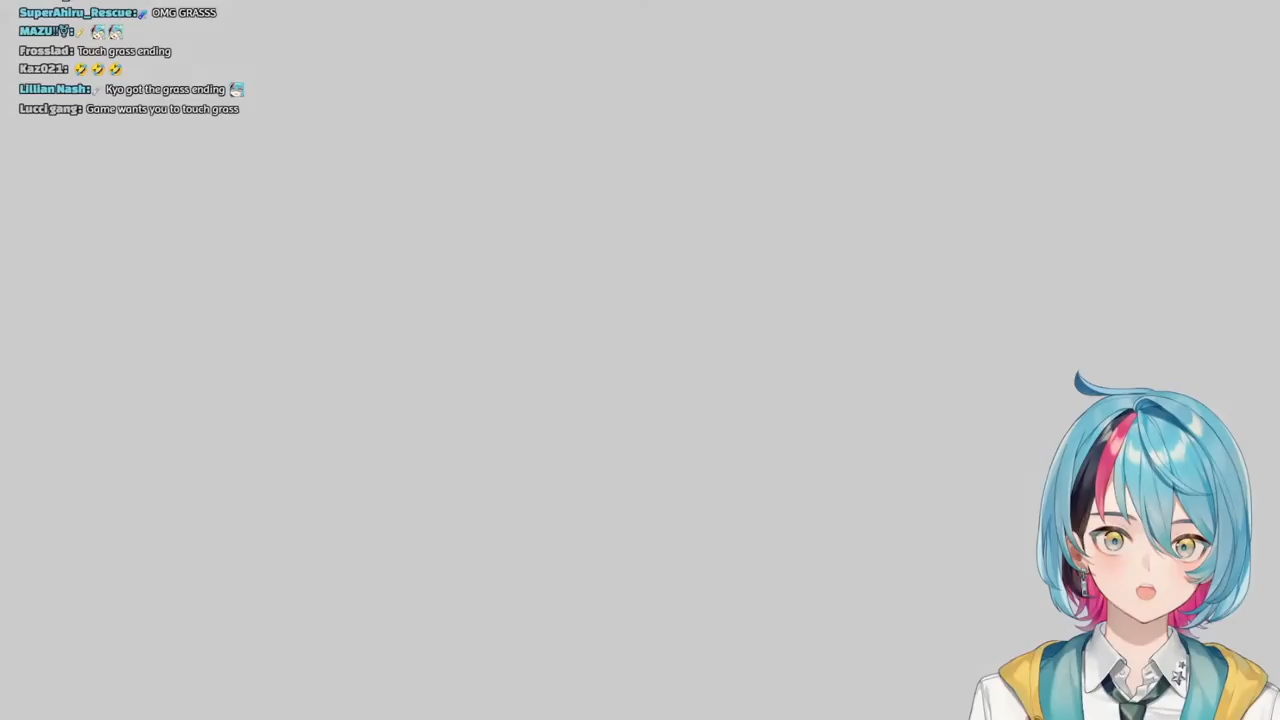 SuperAhiru_Rescue: OMG GRASSS
MAZU!!: 
Frosslad: Touch grass ending
Kaz021: 🤣 🤣 🤣
Lillian Nash: Kyo got the grass ending
Lucci gang: Game wants you to touch grass